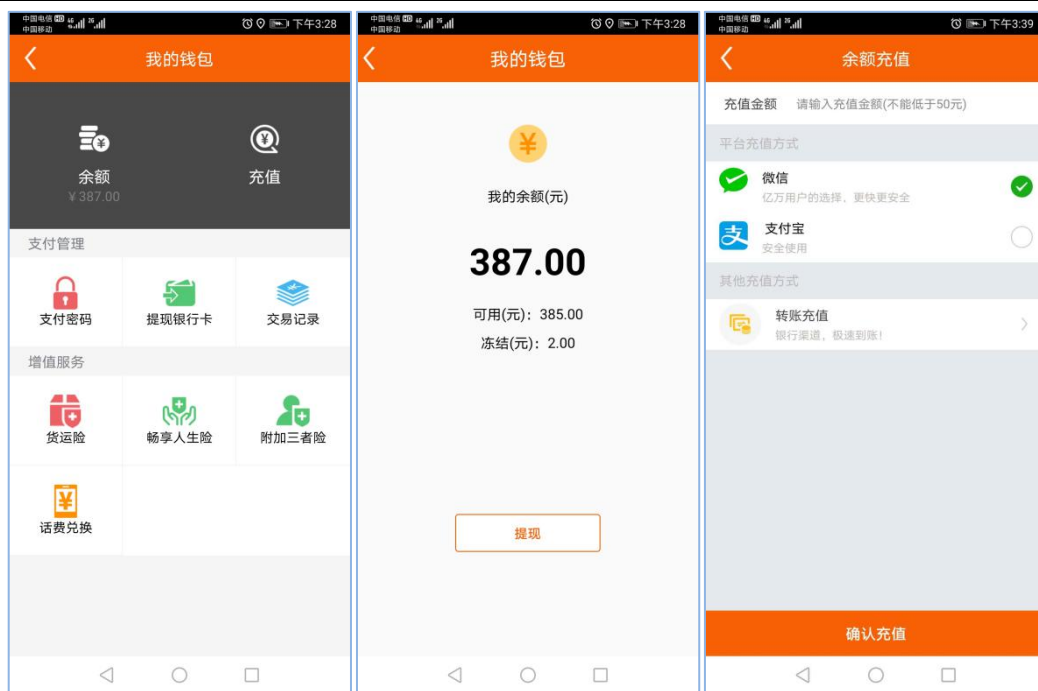 中国电信 HD 4G 2G
中国移动
下午3:28
我的钱包
余额
¥387.00
充值
支付管理
支付密码
提现银行卡
交易记录
增值服务
货运险
畅享人生险
附加三者险
话费兑换
中国电信 HD 4G 2G
中国移动
下午3:28
我的钱包
我的余额(元)
387.00
可用(元): 385.00
冻结(元): 2.00
提现
中国电信 HD 4G 2G
中国移动
下午3:39
余额充值
充值金额 请输入充值金额(不能低于50元)
平台充值方式
微信
亿万用户的选择，更快更安全
支付宝
安全使用
其他充值方式
转账充值
银行渠道，极速到账!
确认充值